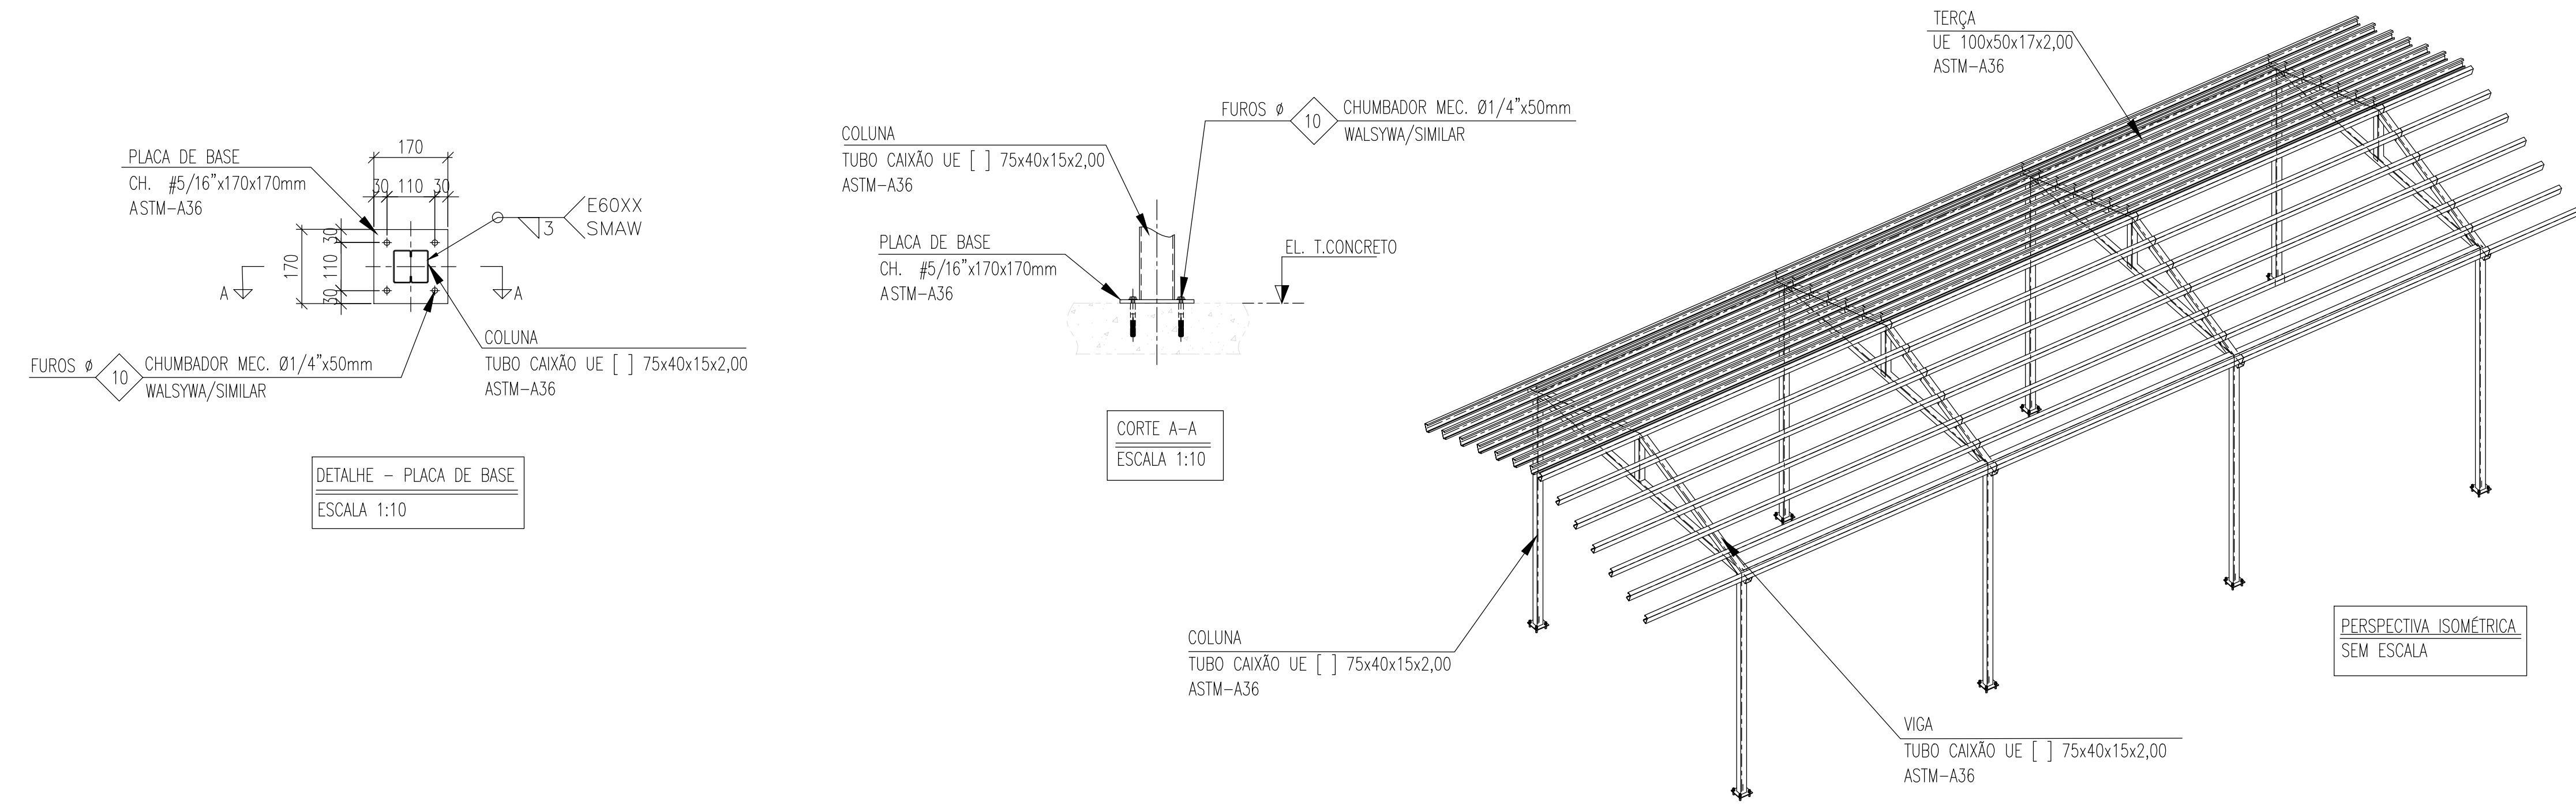 PLACA DE BASE
CH. #5/16"x170x170mm
ASTM-A36
170
30 110 30
170
30
110
30
E60XX
SMAW
3
A
A
COLUNA
TUBO CAIXÃO UE [ ] 75x40x15x2,00
ASTM-A36
FUROS ø 10 CHUMBADOR MEC. Ø1/4"x50mm
WALSYWA/SIMILAR
DETALHE - PLACA DE BASE
ESCALA 1:10
COLUNA
TUBO CAIXÃO UE [ ] 75x40x15x2,00
ASTM-A36
FUROS ø 10 CHUMBADOR MEC. Ø1/4"x50mm
WALSYWA/SIMILAR
PLACA DE BASE
CH. #5/16"x170x170mm
ASTM-A36
EL. T.CONCRETO
CORTE A-A
ESCALA 1:10
TERÇA
UE 100x50x17x2,00
ASTM-A36
COLUNA
TUBO CAIXÃO UE [ ] 75x40x15x2,00
ASTM-A36
VIGA
TUBO CAIXÃO UE [ ] 75x40x15x2,00
ASTM-A36
PERSPECTIVA ISOMÉTRICA
SEM ESCALA